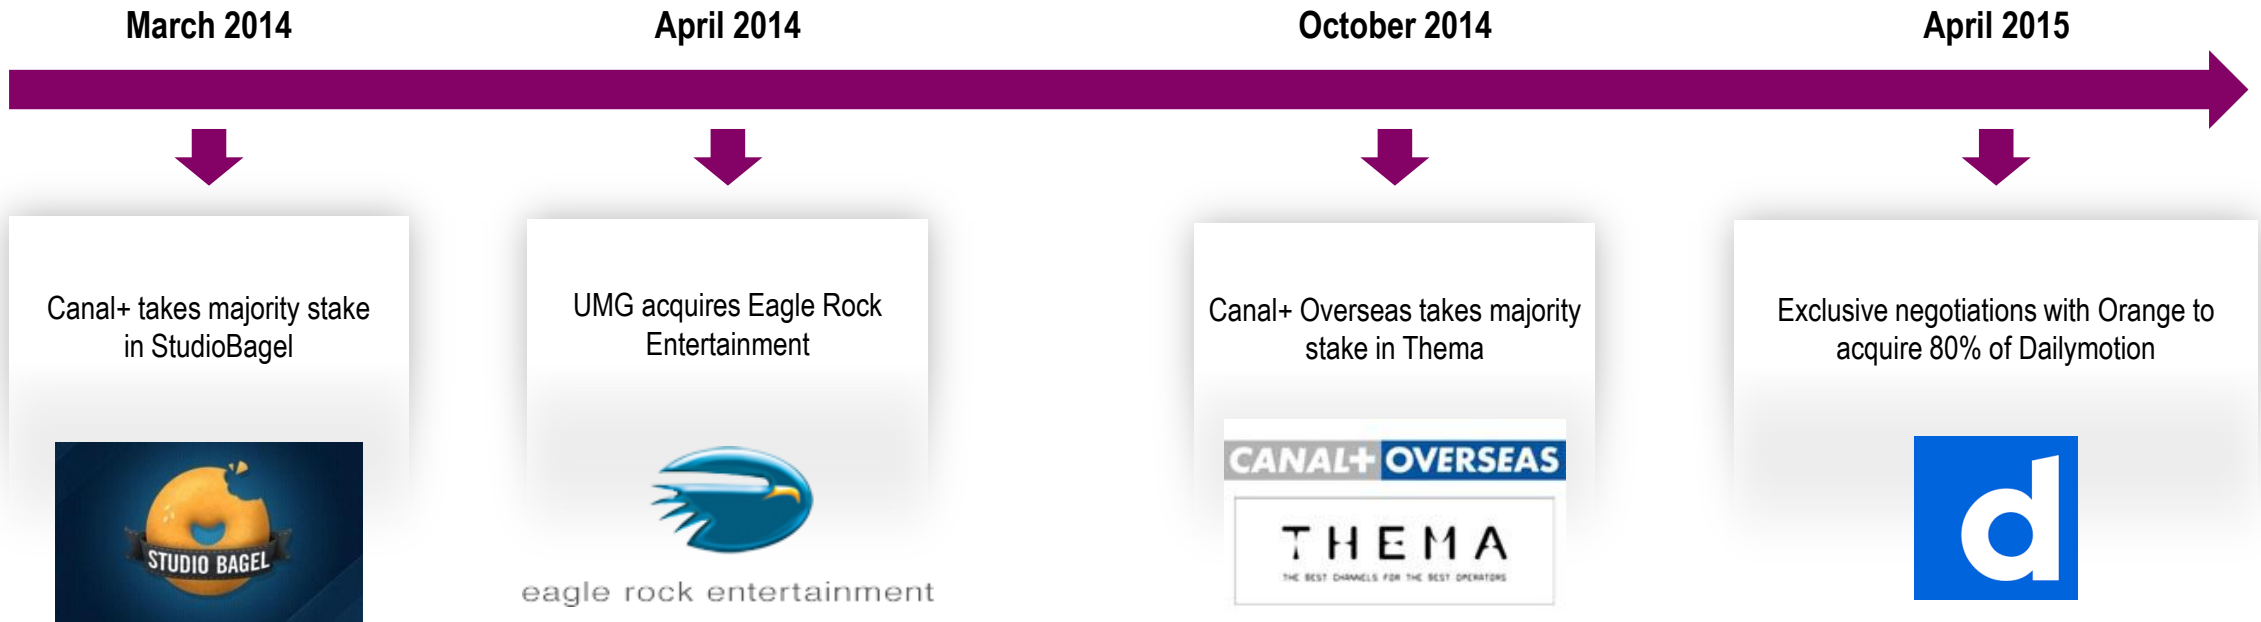 March 2014
April 2014
October 2014
April 2015
Canal+ takes majority stake
in StudioBagel
UMG acquires Eagle Rock
Entertainment
Canal+ Overseas takes majority
stake in Thema
Exclusive negotiations with Orange to
acquire 80% of Dailymotion
STUDIO BAGEL
eagle rock entertainment
CANAL+ OVERSEAS
THEMA
THE BEST CHANNELS FOR THE BEST OPERATORS
d